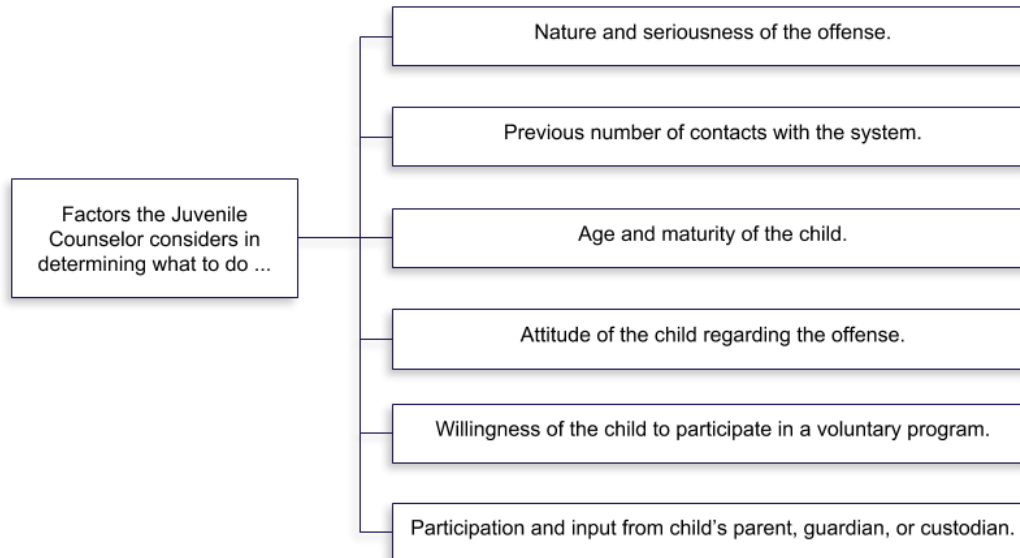 Nature and seriousness of the offense.
Previous number of contacts with the system.
Factors the Juvenile
Counselor considers in
determining what to do ...
Age and maturity of the child.
Attitude of the child regarding the offense.
Willingness of the child to participate in a voluntary program.
Participation and input from child’s parent, guardian, or custodian.